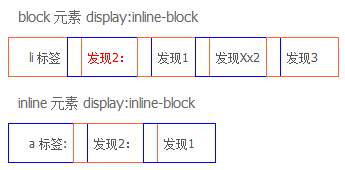 block 元素 display:inline-block
li 标签 发现2： 发现1 发现Xx2 发现3
inline 元素 display:inline-block
a 标签: 发现2： 发现1